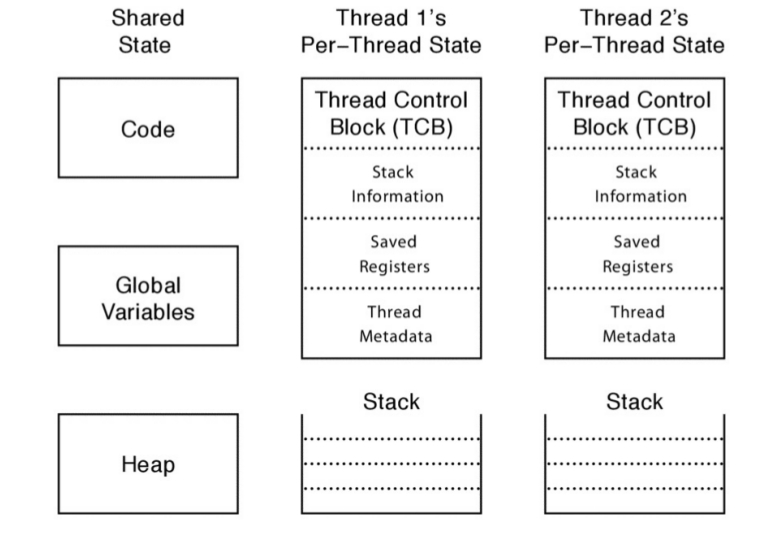 Shared
State
Thread 1's
Per–Thread State
Thread 2's
Per–Thread State
Code
Global
Variables
Heap
Thread Control
Block (TCB)
Stack
Information
Saved
Registers
Thread
Metadata
Stack
Thread Control
Block (TCB)
Stack
Information
Saved
Registers
Thread
Metadata
Stack